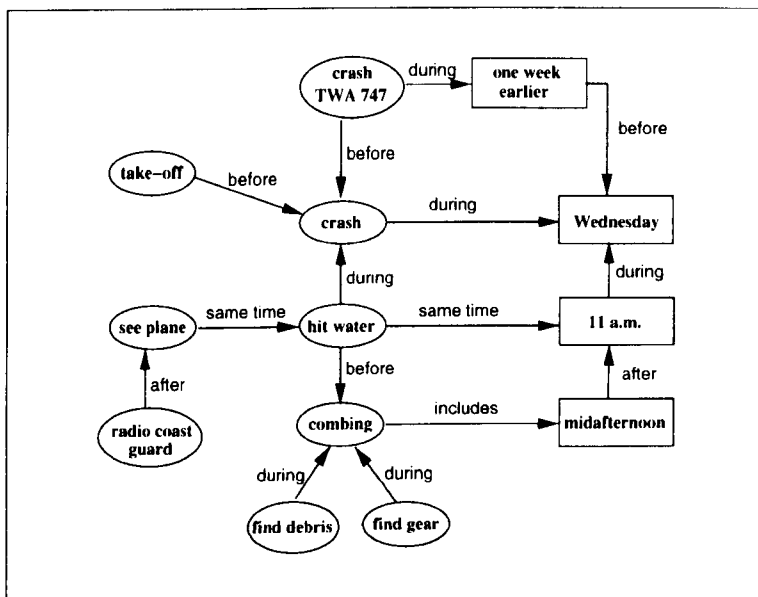 crash
TWA 747
during
one week
earlier
before
before
take-off
before
crash
during
Wednesday
during
during
see plane
same time
hit water
same time
11 a.m.
after
before
after
radio coast
guard
combing
includes
midafternoon
during
during
find debris
find gear